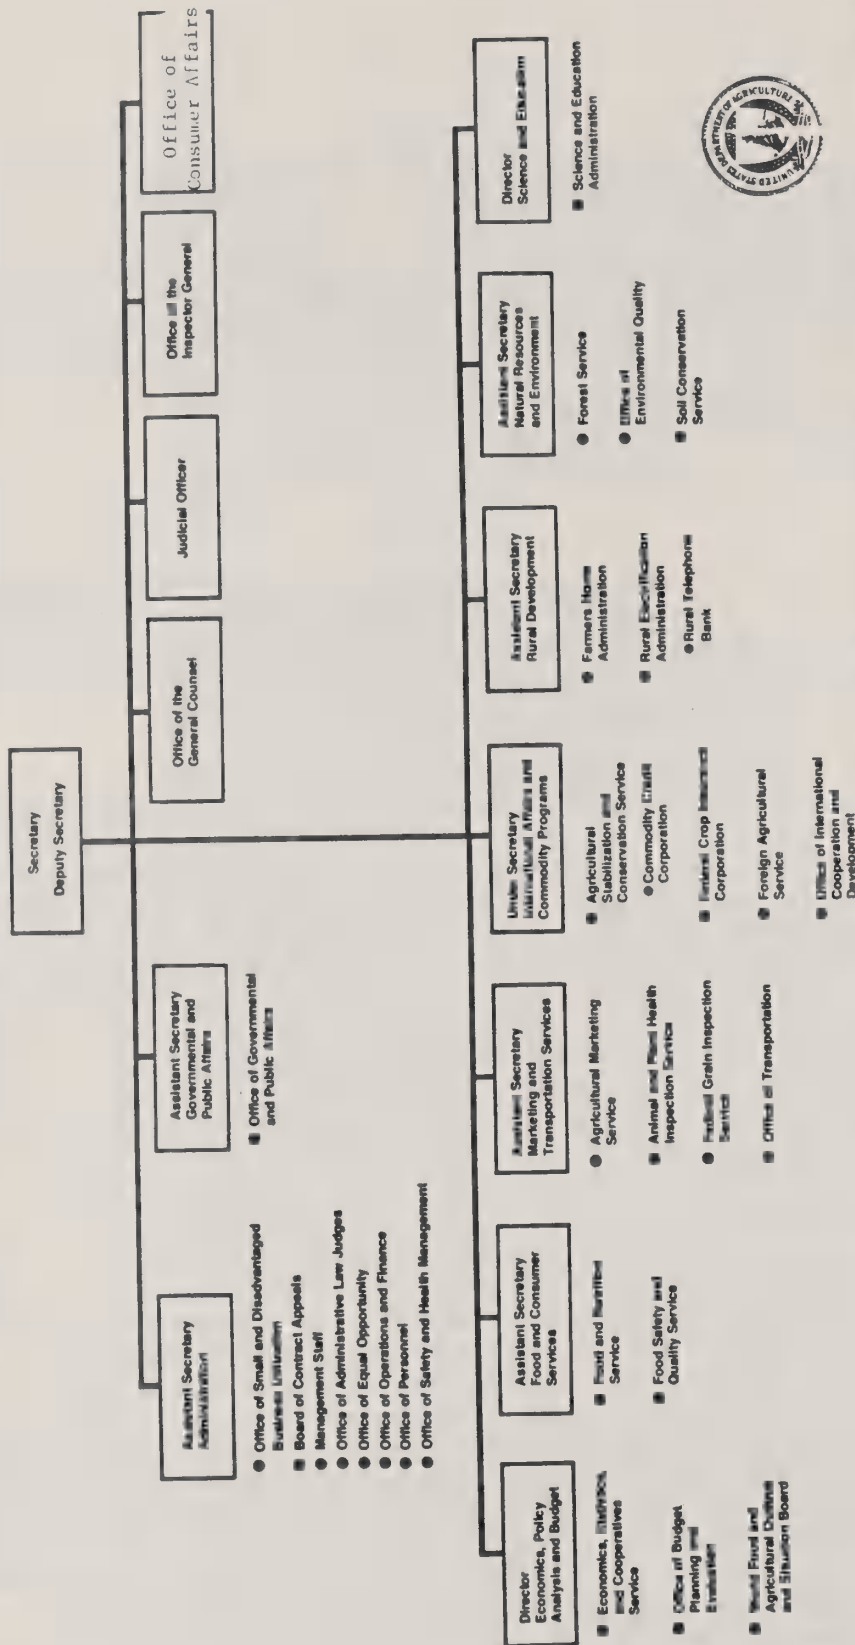 Secretary
Deputy Secretary
Assistant Secretary
Administration
● Office of Small and Disadvantaged
Business Utilization
● Board of Contract Appeals
● Management Staff
● Office of Administrative Law Judges
● Office of Equal Opportunity
● Office of Operations and Finance
● Office of Personnel
● Office of Safety and Health Management
Assistant Secretary
Governmental and
Public Affairs
● Office of Governmental
and Public Affairs
Office of the
General Counsel
Judicial Officer
Office of the
Inspector General
Office of
Consumer Affairs
Director
Economics, Policy
Analysis and Budget
● Economics, Statistics,
and Cooperatives
Service
● Office of Budget
Planning and
Evaluation
● World Food and
Agricultural Outlook
and Situation Board
Assistant Secretary
Food and Consumer
Services
● Food and Nutrition
Service
● Food Safety and
Quality Service
Assistant Secretary
Marketing and
Transportation Services
● Agricultural Marketing
Service
● Animal and Plant Health
Inspection Service
● Federal Grain Inspection
Service
● Office of Transportation
Under Secretary
International Affairs and
Commodity Programs
● Agricultural
Stabilization and
Conservation Service
● Commodity Credit
Corporation
● Federal Crop Insurance
Corporation
● Foreign Agricultural
Service
● Office of International
Cooperation and
Development
Assistant Secretary
Rural Development
● Farmers Home
Administration
● Rural Electrification
Administration
● Rural Telephone
Bank
Assistant Secretary
Natural Resources
and Environment
● Forest Service
● Office of
Environmental Quality
● Soil Conservation
Service
Director
Science and Education
● Science and Education
Administration
UNITED STATES DEPARTMENT OF AGRICULTURE